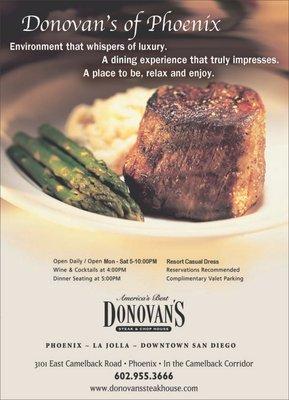 Donovan's of Phoenix
Environment that whispers of luxury.
A dining experience that truly impresses.
A place to be, relax and enjoy.
Open Daily / Open Mon - Sat 5-10:00PM
Wine & Cocktails at 4:00PM
Dinner Seating at 5:00PM
Resort Casual Dress
Reservations Recommended
Complimentary Valet Parking
America's Best
DONOVAN'S
STEAK & CHOP HOUSE
PHOENIX ~ LA JOLLA ~ DOWNTOWN SAN DIEGO
3101 East Camelback Road • Phoenix • In the Camelback Corridor
602.955.3666
www.donovanssteakhouse.com